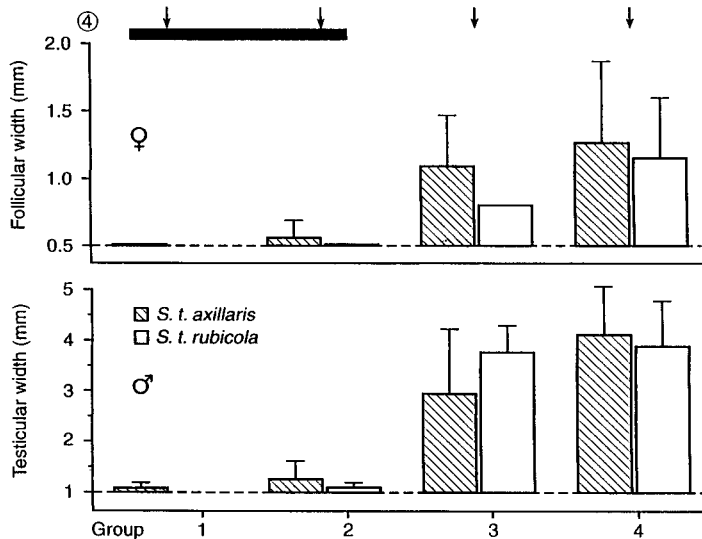 ④
Follicular width (mm)
2.0
1.5
1.0
0.5
♀
Testicular width (mm)
5
4
3
2
1
S. t. axillaris
S. t. rubicola
♂
Group 1 2 3 4